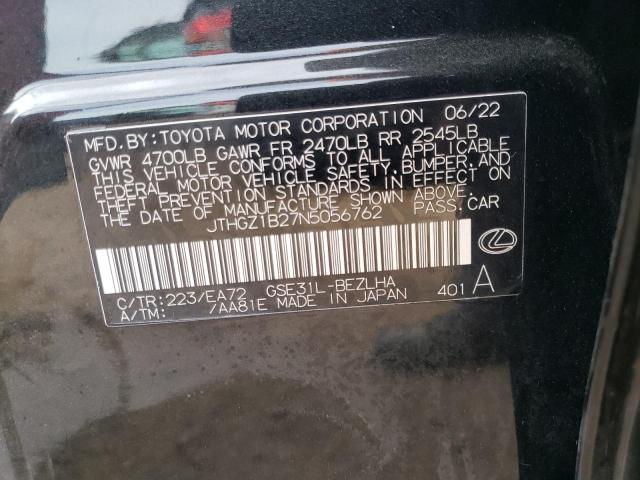 MFD.BY:TOYOTA MOTOR CORPORATION 06/22
GVWR 4700LB GAWR FR 2470LB RR 2545LB
THIS VEHICLE CONFORMS TO ALL APPLICABLE
FEDERAL MOTOR VEHICLE SAFETY,BUMPER,AND
THEFT PREVENTION STANDARDS IN EFFECT ON
THE DATE OF MANUFACTURE SHOWN ABOVE.
JTHGZ1B27N5056762 PASS.CAR
C/TR:223/EA72 GSE31L-BEZLHA
A/TM: /AA81E MADE IN JAPAN 401 A